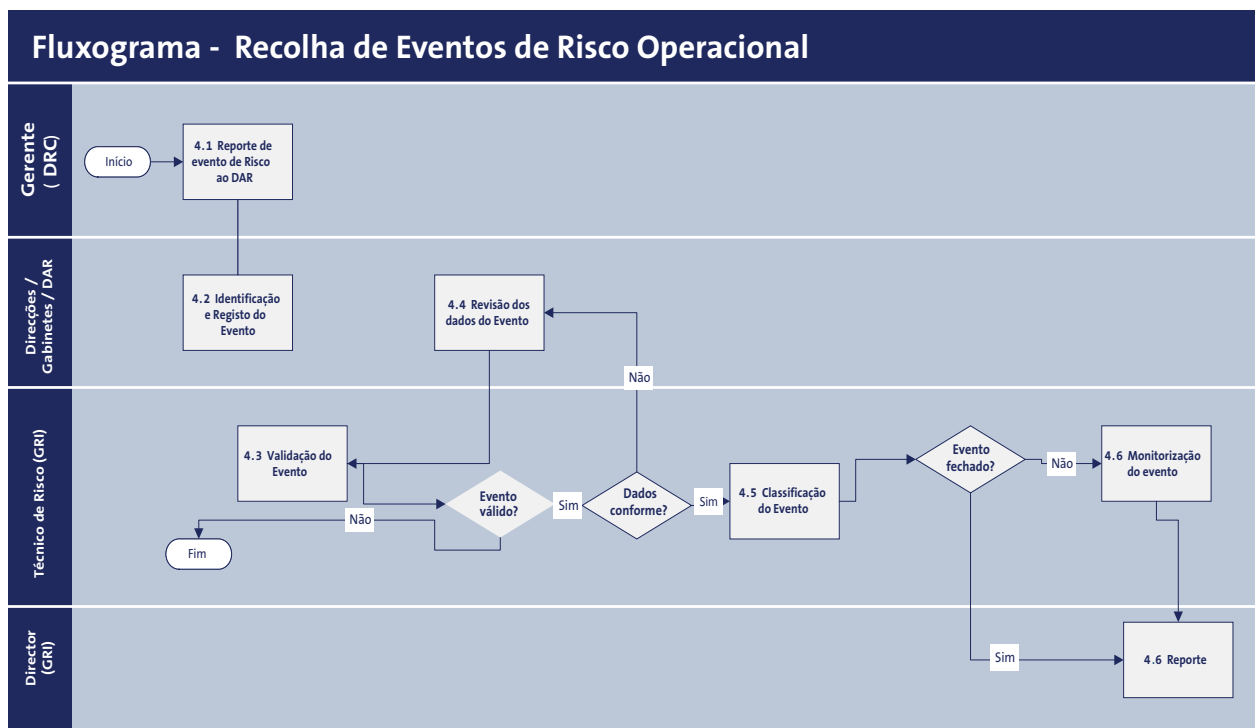 Fluxograma - Recolha de Eventos de Risco Operacional
Gerente
( DRC)
Início
4.1 Reporte de
evento de Risco
ao DAR
Direcções /
Gabinetes / DAR
4.2 Identificação
e Registo do
Evento
4.4 Revisão dos
dados do Evento
Não
Técnico de Risco (GRI)
4.3 Validação do
Evento
Evento
válido?
Sim
Dados
conforme?
Sim
4.5 Classificação
do Evento
Evento
fechado?
Não
4.6 Monitorização
do evento
Não
Fim
Director
(GRI)
Sim
4.6 Reporte